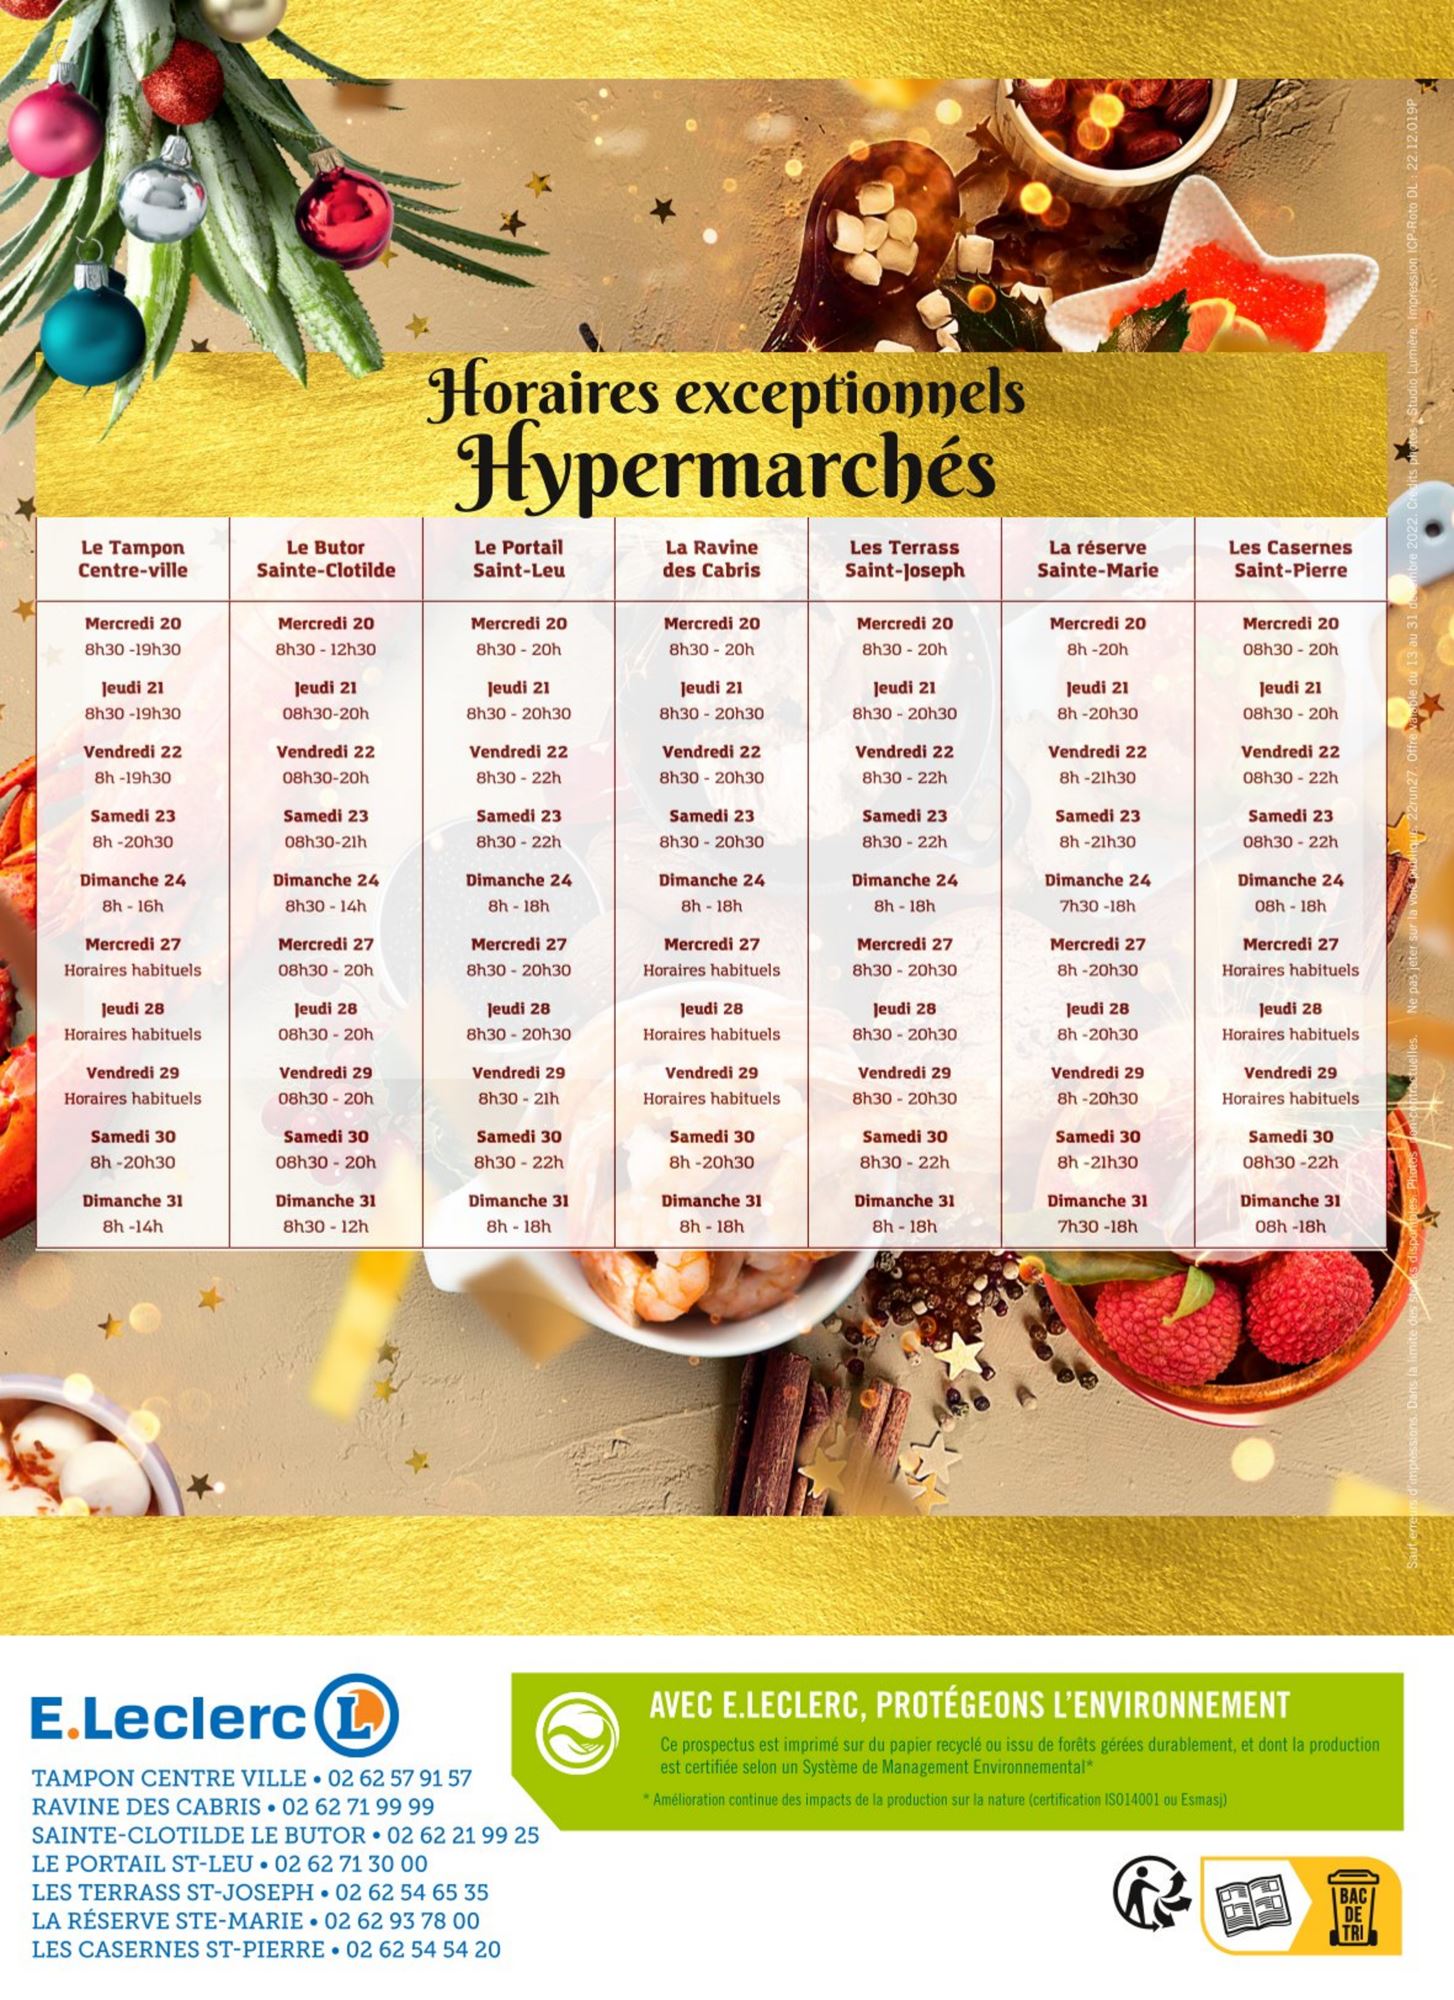 Horaires exceptionnels
Hypermarchés
Le Tampon
Centre-ville
Mercredi 20
8h30 -19h30
Jeudi 21
8h30 -19h30
Vendredi 22
8h -19h30
Samedi 23
8h -20h30
Dimanche 24
8h - 16h
Mercredi 27
Horaires habituels
Jeudi 28
Horaires habituels
Vendredi 29
Horaires habituels
Samedi 30
8h -20h30
Dimanche 31
8h -14h
Le Butor
Sainte-Clotilde
Mercredi 20
8h30 - 12h30
Jeudi 21
08h30-20h
Vendredi 22
08h30-20h
Samedi 23
08h30-21h
Dimanche 24
8h30 - 14h
Mercredi 27
08h30 - 20h
Jeudi 28
08h30 - 20h
Vendredi 29
08h30 - 20h
Samedi 30
08h30 - 20h
Dimanche 31
8h30 - 12h
Le Portail
Saint-Leu
Mercredi 20
8h30 - 20h
Jeudi 21
8h30 - 20h30
Vendredi 22
8h30 - 22h
Samedi 23
8h30 - 22h
Dimanche 24
8h - 18h
Mercredi 27
8h30 - 20h30
Jeudi 28
8h30 - 20h30
Vendredi 29
8h30 - 21h
Samedi 30
8h30 - 22h
Dimanche 31
8h - 18h
La Ravine
des Cabris
Mercredi 20
8h30 - 20h
Jeudi 21
8h30 - 20h30
Vendredi 22
8h30 - 20h30
Samedi 23
8h30 - 20h30
Dimanche 24
8h - 18h
Mercredi 27
Horaires habituels
Jeudi 28
Horaires habituels
Vendredi 29
Horaires habituels
Samedi 30
8h -20h30
Dimanche 31
8h - 18h
Les Terrass
Saint-Joseph
Mercredi 20
8h30 - 20h
Jeudi 21
8h30 - 20h30
Vendredi 22
8h30 - 22h
Samedi 23
8h30 - 22h
Dimanche 24
8h - 18h
Mercredi 27
8h30 - 20h30
Jeudi 28
8h30 - 20h30
Vendredi 29
8h30 - 20h30
Samedi 30
8h30 - 22h
Dimanche 31
8h - 18h
La réserve
Sainte-Marie
Mercredi 20
8h -20h
Jeudi 21
8h -20h30
Vendredi 22
8h -21h30
Samedi 23
8h -21h30
Dimanche 24
7h30 -18h
Mercredi 27
8h -20h30
Jeudi 28
8h -20h30
Vendredi 29
8h -20h30
Samedi 30
8h -21h30
Dimanche 31
7h30 -18h
Les Casernes
Saint-Pierre
Mercredi 20
08h30 - 20h
Jeudi 21
08h30 - 20h
Vendredi 22
08h30 - 22h
Samedi 23
08h30 - 22h
Dimanche 24
08h - 18h
Mercredi 27
Horaires habituels
Jeudi 28
Horaires habituels
Vendredi 29
Horaires habituels
Samedi 30
08h30 -22h
Dimanche 31
08h -18h
Sauf erreurs d'impressions. Dans la limite des disponibles. Photos non contractuelles. Ne pas jeter sur la voie publique. 22run27. Offre valable du 13 au 31 décembre 2022. Crédits photos : Studio Lumière. Impression ICP-Roto DL : 22.12.019P
E.Leclerc L
TAMPON CENTRE VILLE • 02 62 57 91 57
RAVINE DES CABRIS • 02 62 71 99 99
SAINTE-CLOTILDE LE BUTOR • 02 62 21 99 25
LE PORTAIL ST-LEU • 02 62 71 30 00
LES TERRASS ST-JOSEPH • 02 62 54 65 35
LA RÉSERVE STE-MARIE • 02 62 93 78 00
LES CASERNES ST-PIERRE • 02 62 54 54 20
AVEC E.LECLERC, PROTÉGEONS L'ENVIRONNEMENT
Ce prospectus est imprimé sur du papier recyclé ou issu de forêts gérées durablement, et dont la production
est certifiée selon un Système de Management Environnemental*
* Amélioration continue des impacts de la production sur la nature (certification ISO14001 ou Esmasj)
BAC
DE
TRI